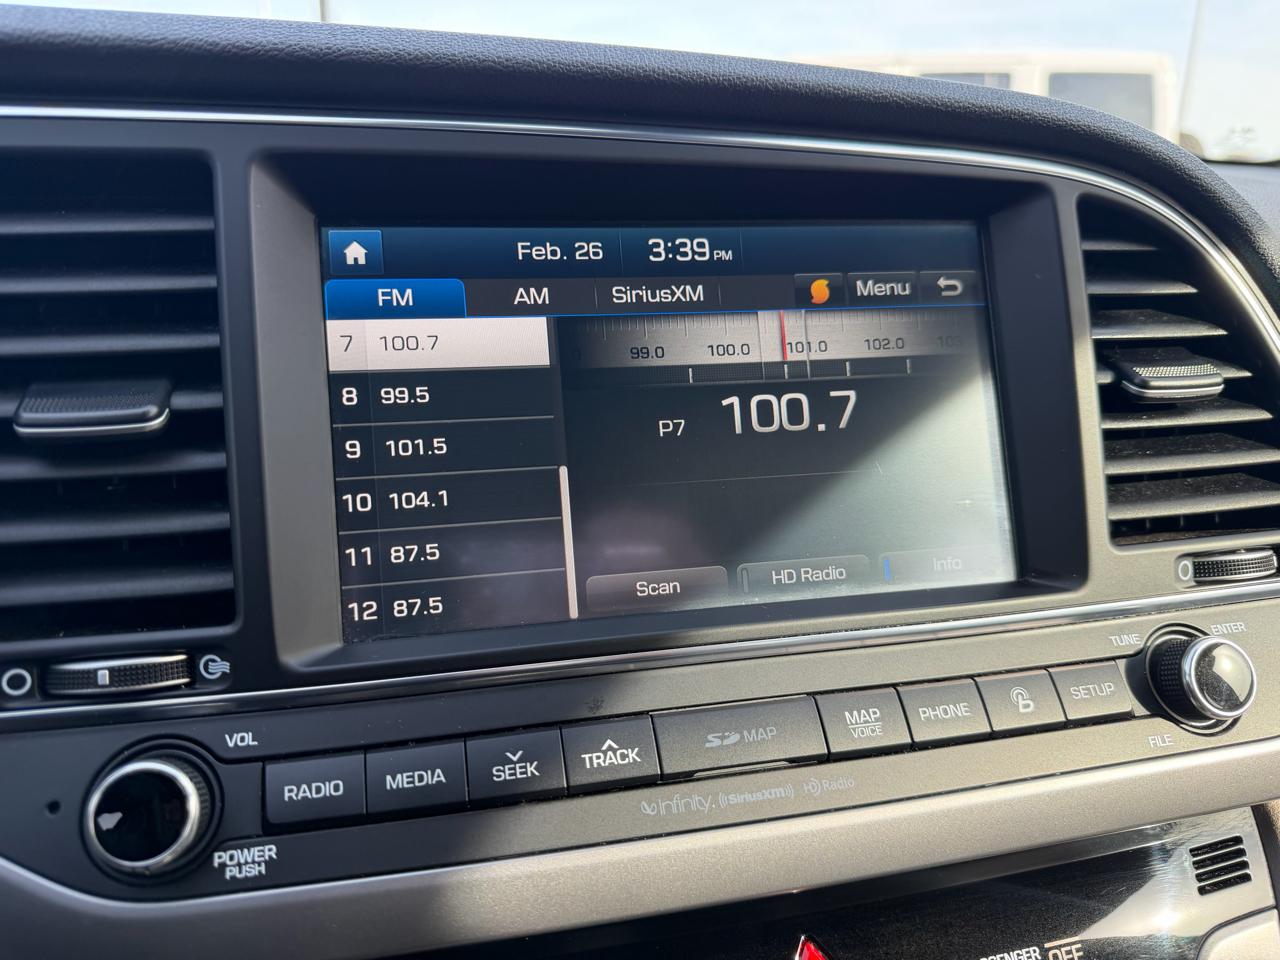 Feb. 26 3:39 PM
FM AM SiriusXM Menu
7 100.7
8 99.5
9 101.5
10 104.1
11 87.5
12 87.5
99.0 100.0 101.0 102.0 103
P7 100.7
Scan HD Radio Info
VOL
POWER
PUSH
RADIO
MEDIA
SEEK
TRACK
SD MAP
MAP
VOICE
PHONE
SETUP
TUNE
ENTER
FILE
infinity. ((SiriusXM)) HD Radio
OFF